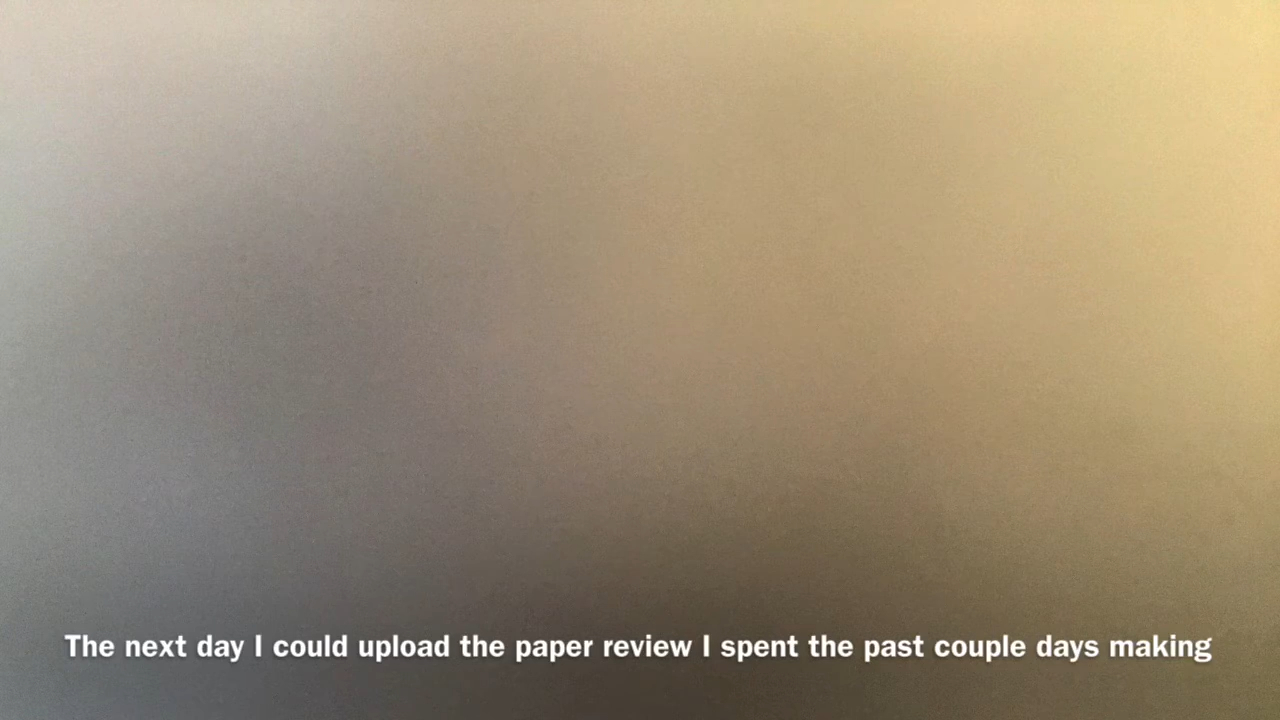 The next day I could upload the paper review I spent the past couple days making